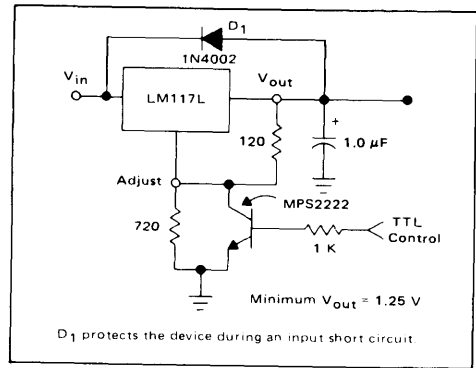 D1
1N4002
Vin
LM117L
Vout
120
+
1.0 μF
Adjust
MPS2222
720
1 K
TTL
Control
Minimum Vout = 1.25 V
D1 protects the device during an input short circuit.